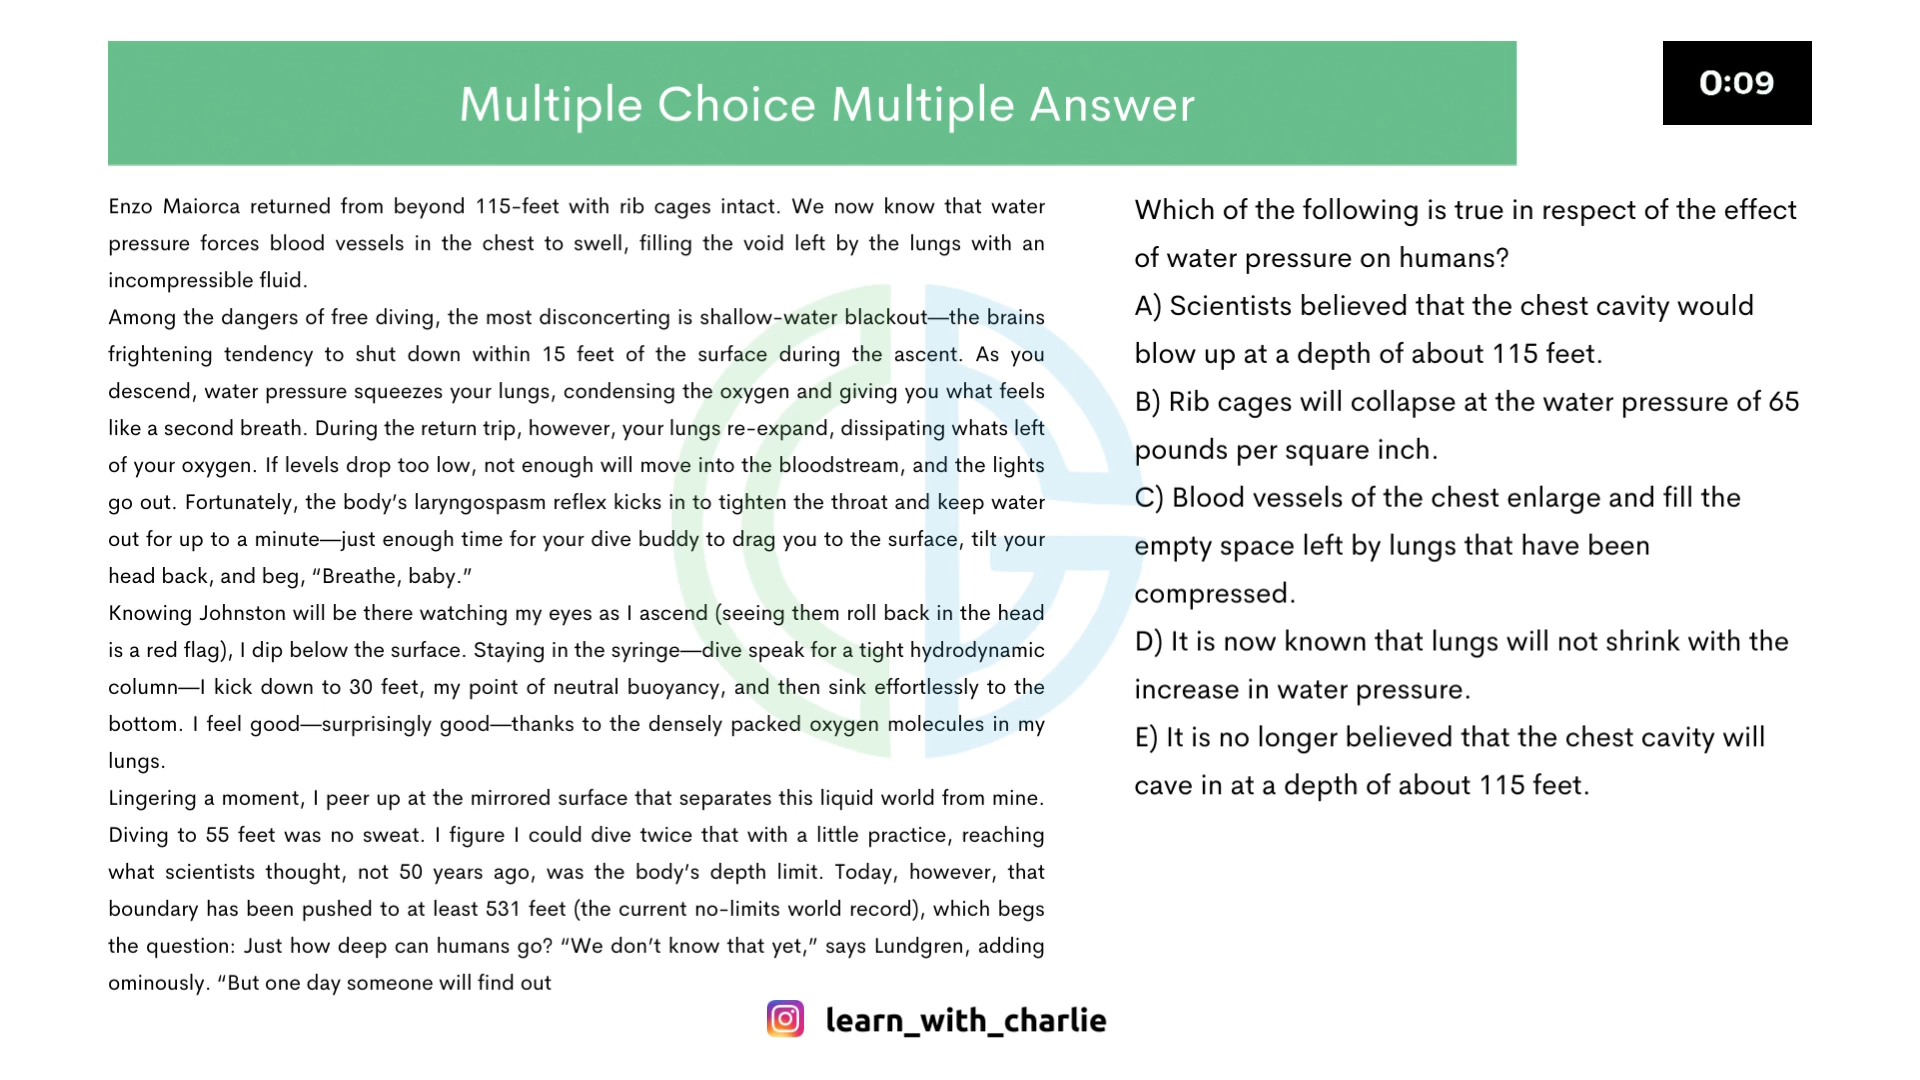 Multiple Choice Multiple Answer
0:09
Enzo Maiorca returned from beyond 115-feet with rib cages intact. We now know that water
pressure forces blood vessels in the chest to swell, filling the void left by the lungs with an
incompressible fluid.
Among the dangers of free diving, the most disconcerting is shallow-water blackout—the brains
frightening tendency to shut down within 15 feet of the surface during the ascent. As you
descend, water pressure squeezes your lungs, condensing the oxygen and giving you what feels
like a second breath. During the return trip, however, your lungs re-expand, dissipating whats left
of your oxygen. If levels drop too low, not enough will move into the bloodstream, and the lights
go out. Fortunately, the body’s laryngospasm reflex kicks in to tighten the throat and keep water
out for up to a minute—just enough time for your dive buddy to drag you to the surface, tilt your
head back, and beg, “Breathe, baby.”
Knowing Johnston will be there watching my eyes as I ascend (seeing them roll back in the head
is a red flag), I dip below the surface. Staying in the syringe—dive speak for a tight hydrodynamic
column—I kick down to 30 feet, my point of neutral buoyancy, and then sink effortlessly to the
bottom. I feel good—surprisingly good—thanks to the densely packed oxygen molecules in my
lungs.
Lingering a moment, I peer up at the mirrored surface that separates this liquid world from mine.
Diving to 55 feet was no sweat. I figure I could dive twice that with a little practice, reaching
what scientists thought, not 50 years ago, was the body’s depth limit. Today, however, that
boundary has been pushed to at least 531 feet (the current no-limits world record), which begs
the question: Just how deep can humans go? “We don’t know that yet,” says Lundgren, adding
ominously. “But one day someone will find out
Which of the following is true in respect of the effect
of water pressure on humans?
A) Scientists believed that the chest cavity would
blow up at a depth of about 115 feet.
B) Rib cages will collapse at the water pressure of 65
pounds per square inch.
C) Blood vessels of the chest enlarge and fill the
empty space left by lungs that have been
compressed.
D) It is now known that lungs will not shrink with the
increase in water pressure.
E) It is no longer believed that the chest cavity will
cave in at a depth of about 115 feet.
learn_with_charlie